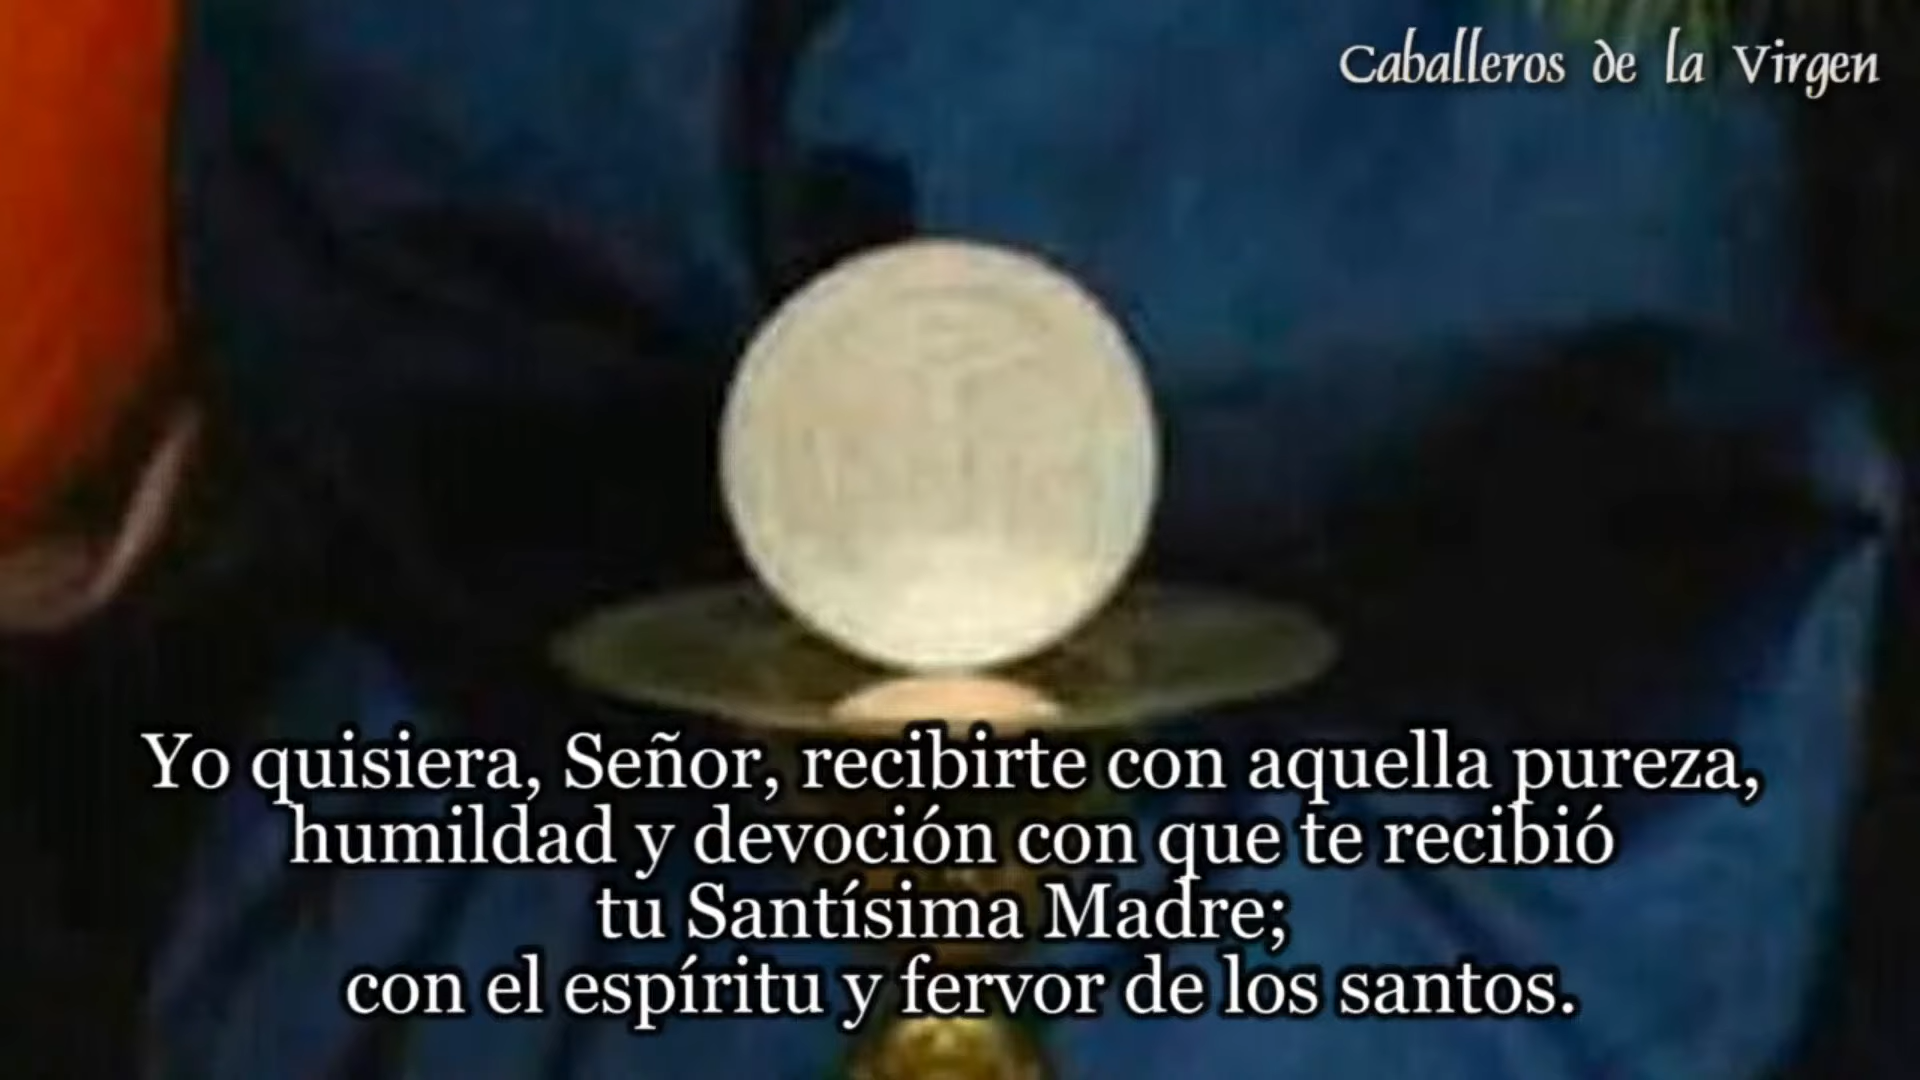 Caballeros de la Virgen
Yo quisiera, Señor, recibirte con aquella pureza,
humildad y devoción con que te recibió
tu Santísima Madre;
con el espíritu y fervor de los santos.